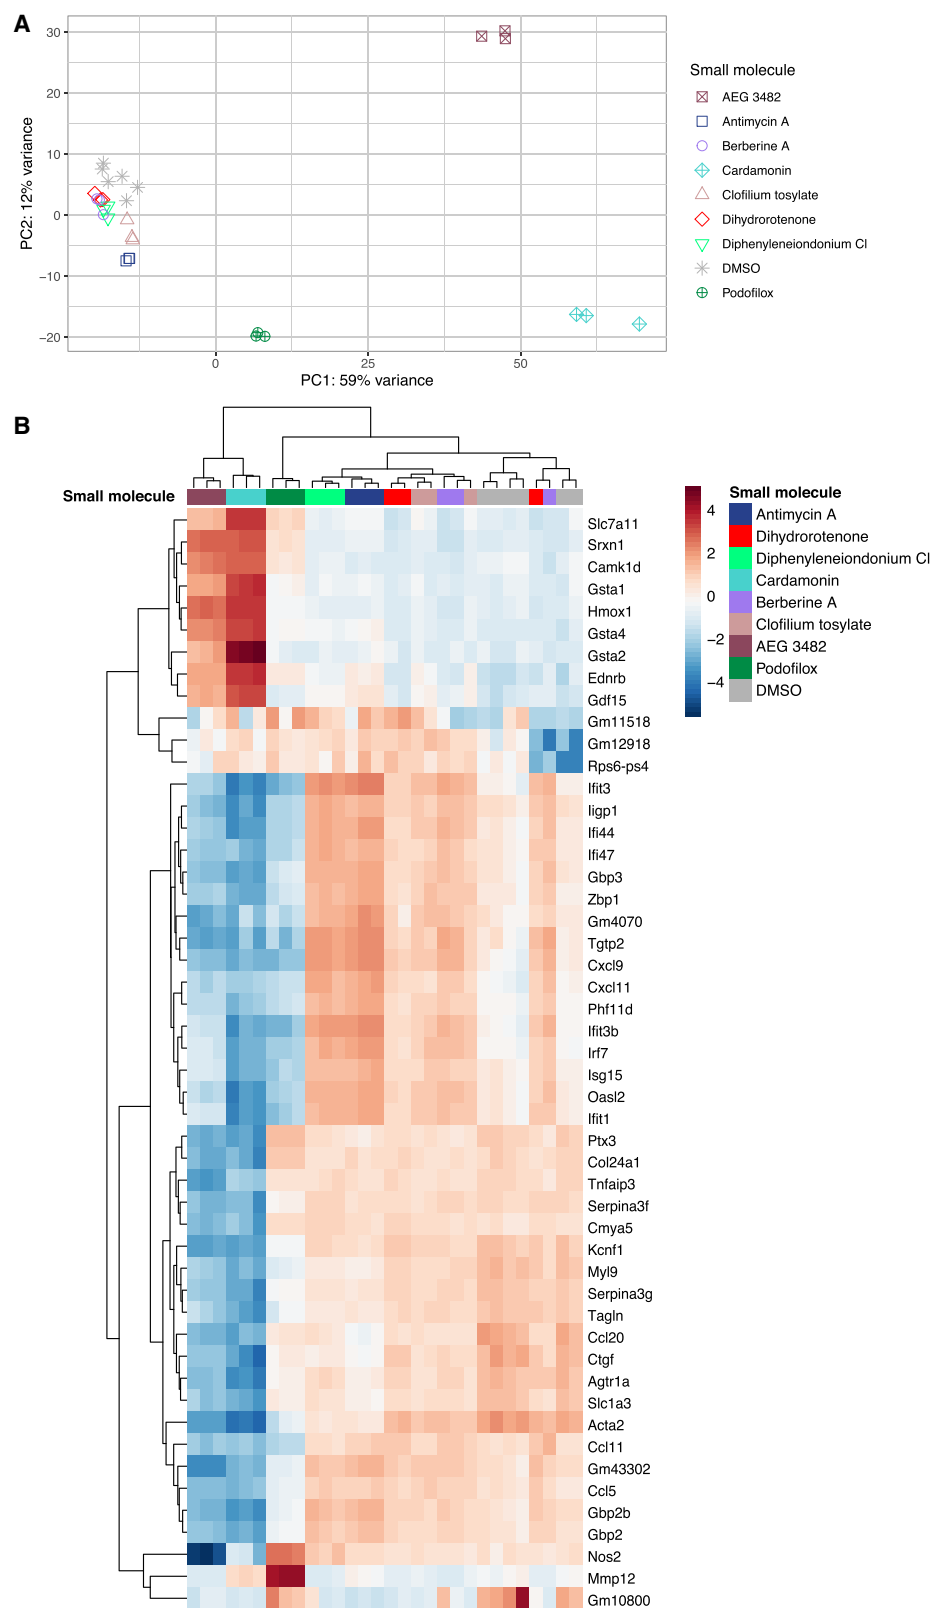 A
30
20
10
0
−10
−20
PC2: 12% variance
0
25
50
PC1: 59% variance
Small molecule
AEG 3482
Antimycin A
Berberine A
Cardamonin
Clofilium tosylate
Dihydrorotenone
Diphenyleneiondonium Cl
DMSO
Podofilox
B
Small molecule
Slc7a11
Srxn1
Camk1d
Gsta1
Hmox1
Gsta4
Gsta2
Ednrb
Gdf15
Gm11518
Gm12918
Rps6-ps4
Ifit3
Iigp1
Ifi44
Ifi47
Gbp3
Zbp1
Gm4070
Tgtp2
Cxcl9
Cxcl11
Phf11d
Ifit3b
Irf7
Isg15
Oasl2
Ifit1
Ptx3
Col24a1
Tnfaip3
Serpina3f
Cmya5
Kcnf1
Myl9
Serpina3g
Tagln
Ccl20
Ctgf
Agtr1a
Slc1a3
Acta2
Ccl11
Gm43302
Ccl5
Gbp2b
Gbp2
Nos2
Mmp12
Gm10800
4
2
0
−2
−4
Small molecule
Antimycin A
Dihydrorotenone
Diphenyleneiondonium Cl
Cardamonin
Berberine A
Clofilium tosylate
AEG 3482
Podofilox
DMSO